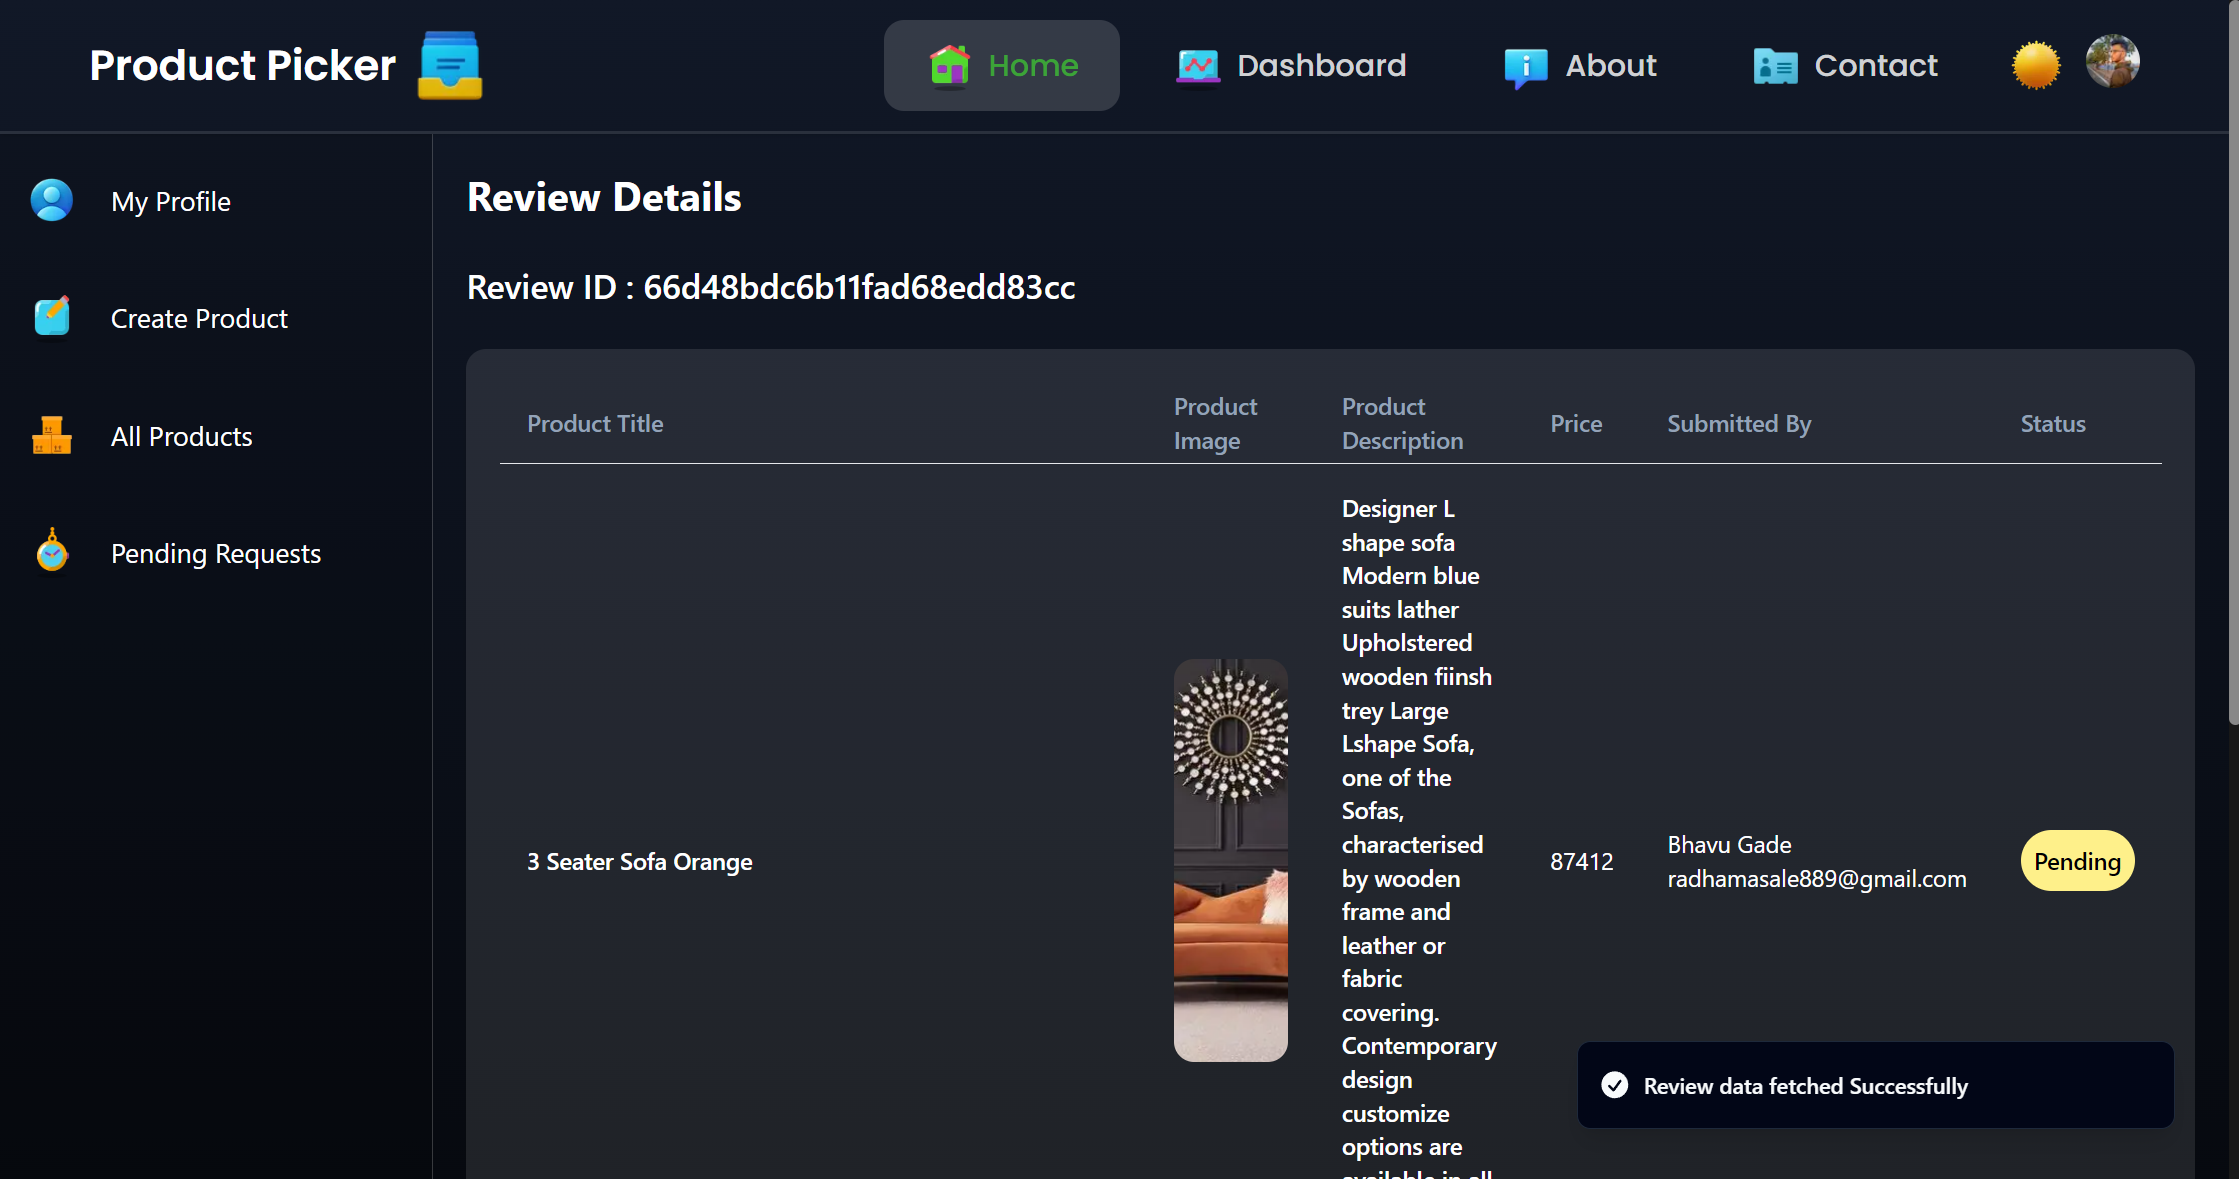 Product Picker
Home
Dashboard
About
Contact
My Profile
Create Product
All Products
Pending Requests
Review Details
Review ID : 66d48bdc6b11fad68edd83cc
Product Title
Product
Image
Product
Description
Price
Submitted By
Status
3 Seater Sofa Orange
Designer L
shape sofa
Modern blue
suits lather
Upholstered
wooden fiinsh
trey Large
Lshape Sofa,
one of the
Sofas,
characterised
by wooden
frame and
leather or
fabric
covering.
Contemporary
design
customize
options are
available in all
87412
Bhavu Gade
radhamasale889@gmail.com
Pending
Review data fetched Successfully